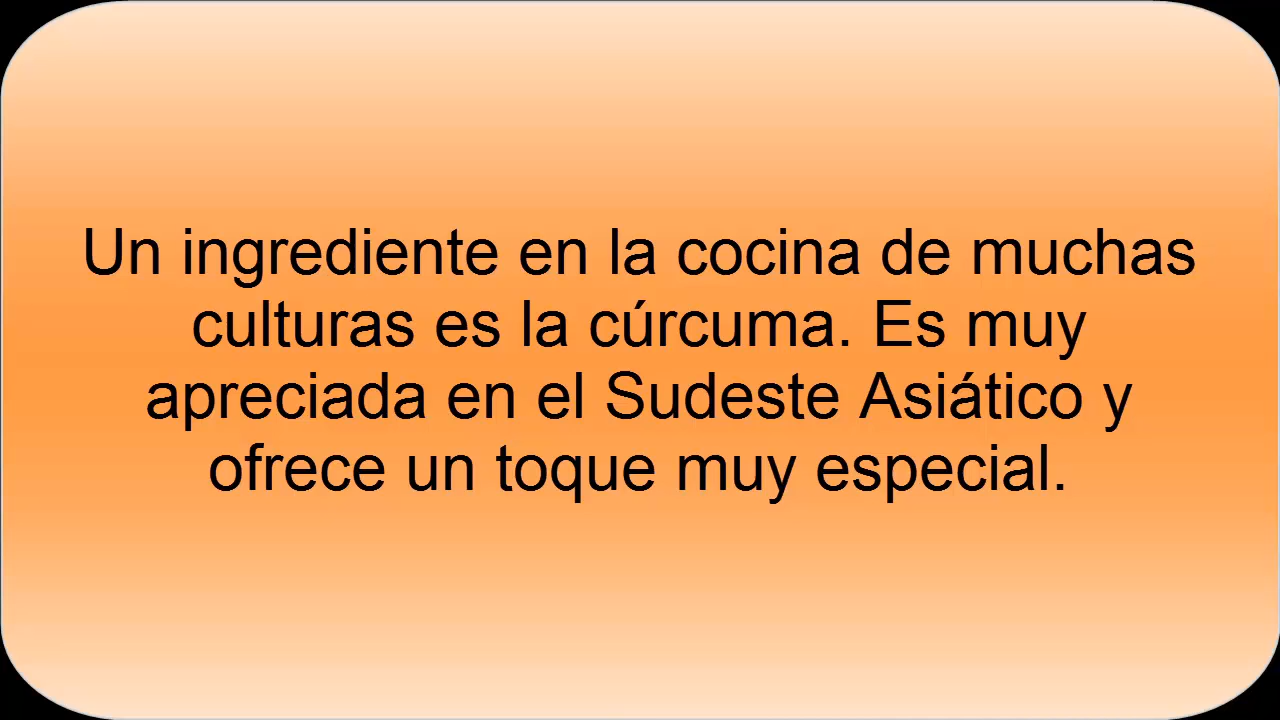 Un ingrediente en la cocina de muchas
culturas es la cúrcuma. Es muy
apreciada en el Sudeste Asiático y
ofrece un toque muy especial.